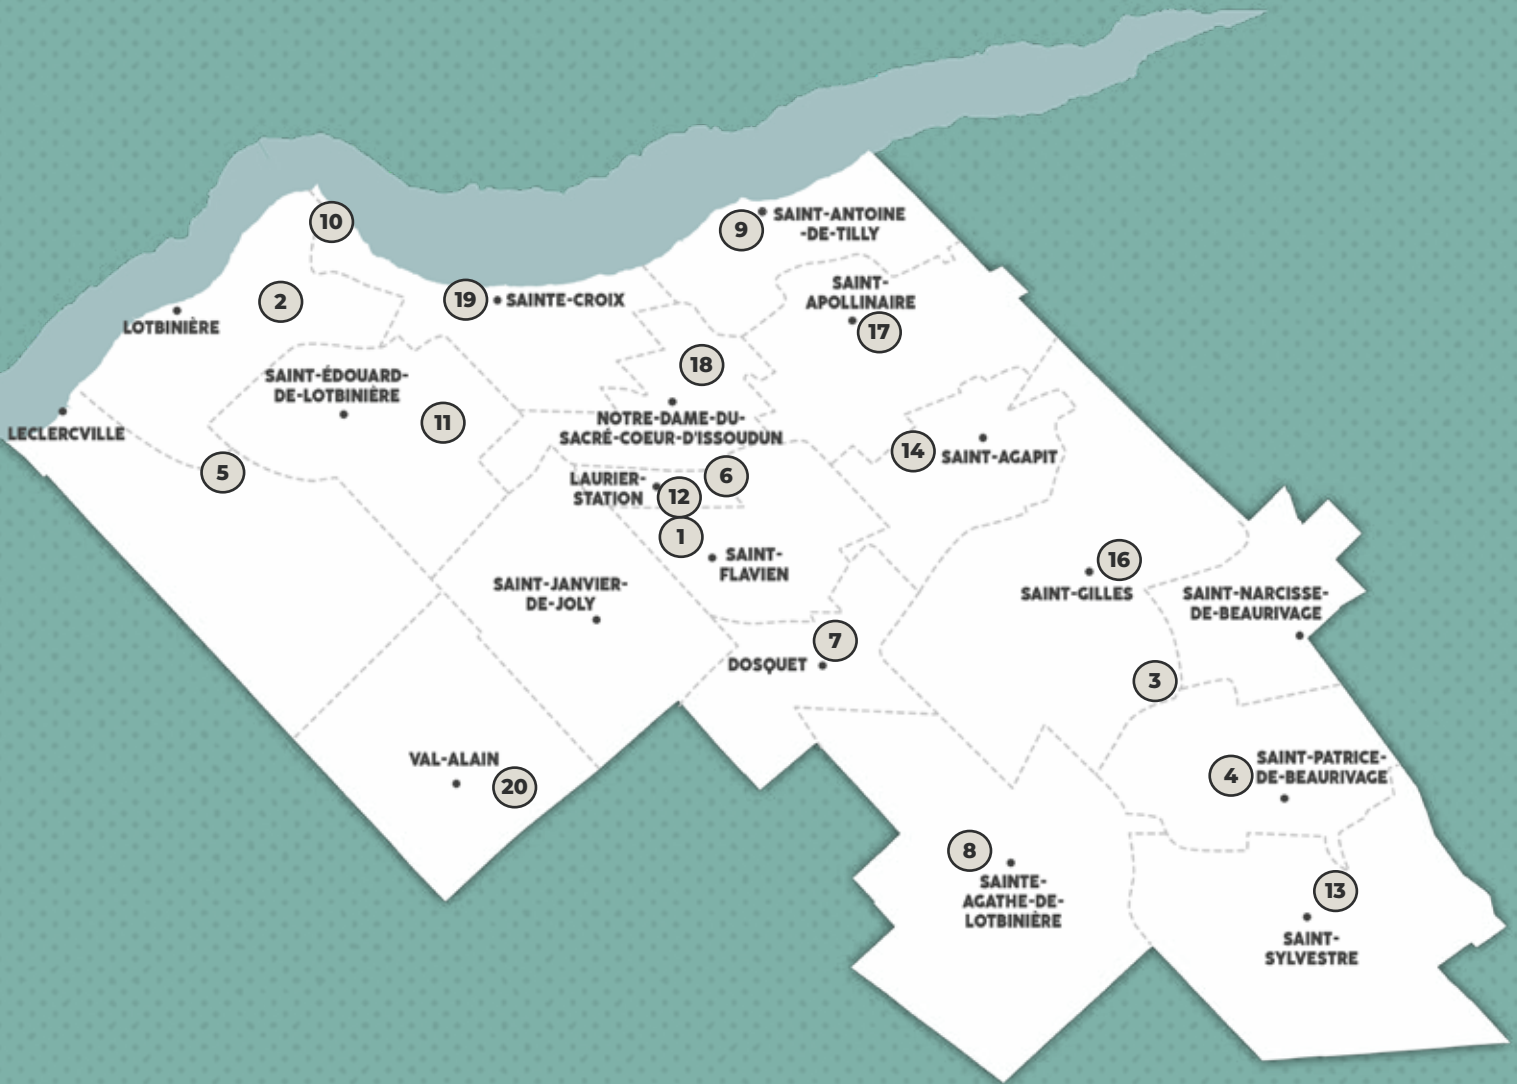 10
9
SAINT-ANTOINE
-DE-TILLY
2
LOTBINIÈRE
19
SAINTE-CROIX
SAINT-
APOLLINAIRE
17
18
SAINT-ÉDOUARD-
DE-LOTBINIÈRE
11
NOTRE-DAME-DU-
SACRÉ-COEUR-D'ISSOUDUN
LECLERCVILLE
5
14
SAINT-AGAPIT
LAURIER-
STATION
6
12
1
SAINT-
FLAVIEN
16
SAINT-GILLES
SAINT-JANVIER-
DE-JOLY
SAINT-NARCISSE-
DE-BEAURIVAGE
7
DOSQUET
3
VAL-ALAIN
20
4
SAINT-PATRICE-
DE-BEAURIVAGE
8
SAINTE-
AGATHE-DE-
LOTBINIÈRE
13
SAINT-
SYLVESTRE